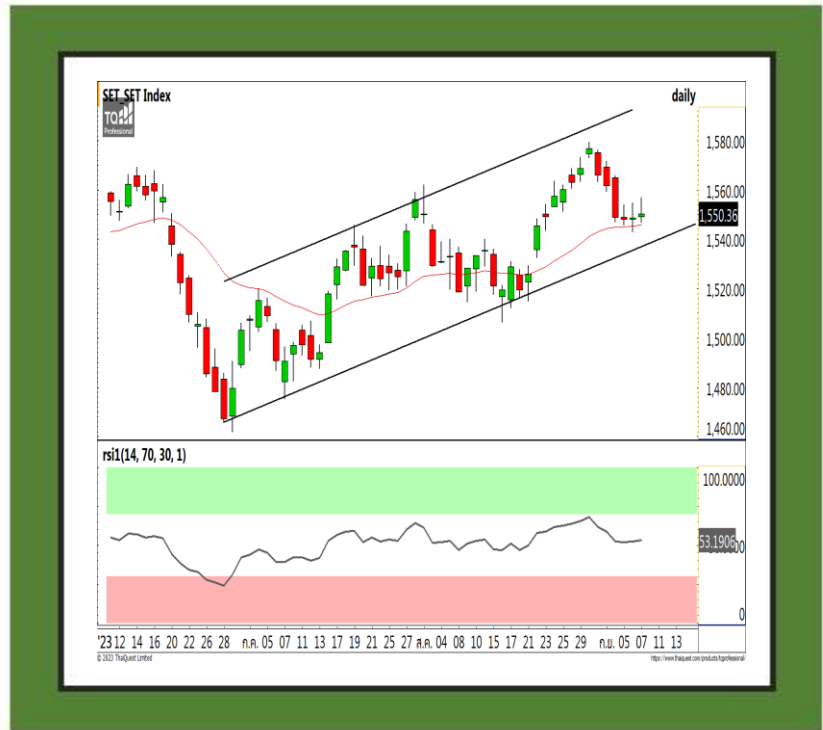 SET_SET Index
daily
TQ
Professional
1,580.00
1,560.00
1,550.36
1,540.00
1,520.00
1,500.00
1,480.00
1,460.00
rsi1(14, 70, 30, 1)
100.0000
53.1906
0
'23 12 14 16 20 22 26 28 ก.ค. 05 07 11 13 17 19 21 25 27 ส.ค. 04 08 10 15 17 21 23 25 29 ก.ย. 05 07 11 13
© 2023 ThaiQuest Limited
https://www.thaiquest.com/products/tqprofessional/